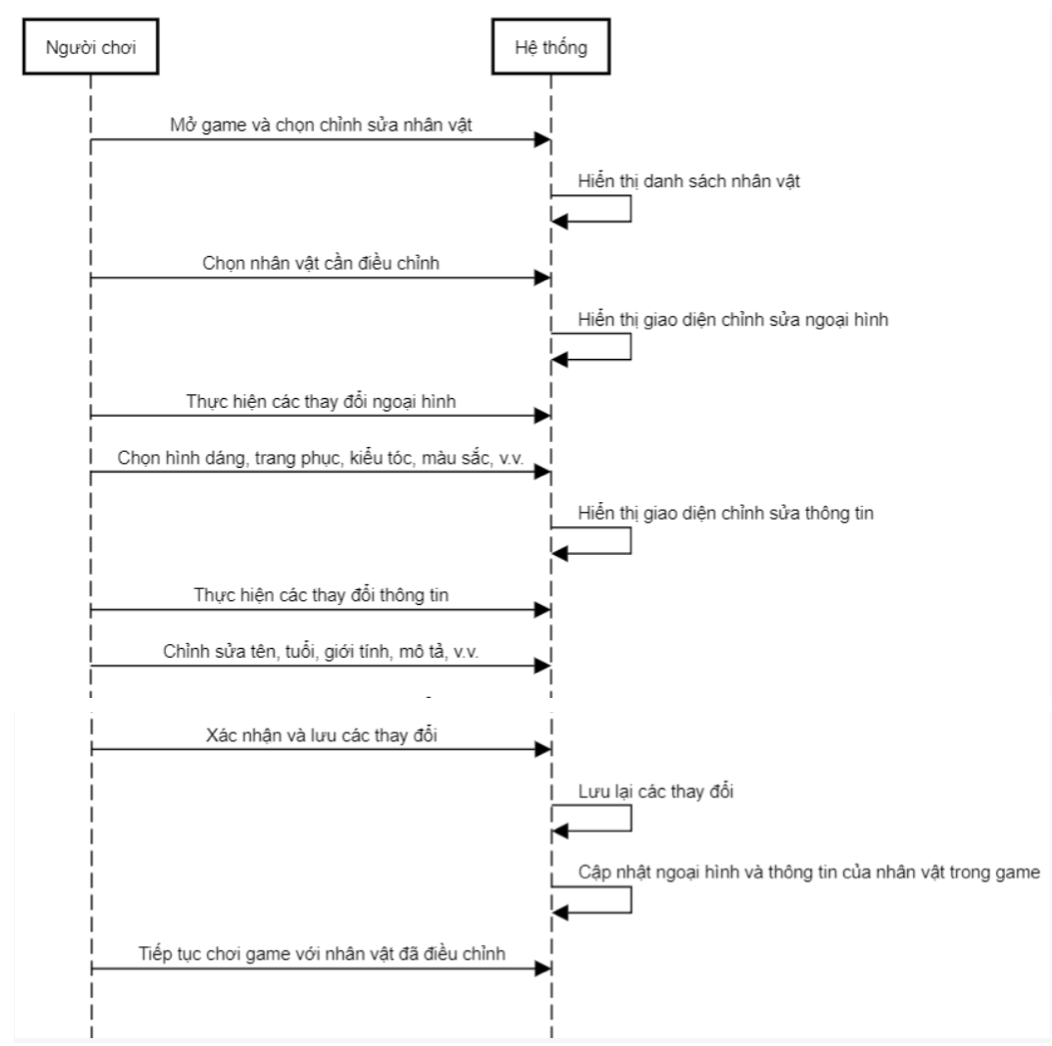 Người chơi
Hệ thống
Mở game và chọn chỉnh sửa nhân vật
Hiển thị danh sách nhân vật
Chọn nhân vật cần điều chỉnh
Hiển thị giao diện chỉnh sửa ngoại hình
Thực hiện các thay đổi ngoại hình
Chọn hình dáng, trang phục, kiểu tóc, màu sắc, v.v.
Hiển thị giao diện chỉnh sửa thông tin
Thực hiện các thay đổi thông tin
Chỉnh sửa tên, tuổi, giới tính, mô tả, v.v.
Xác nhận và lưu các thay đổi
Lưu lại các thay đổi
Cập nhật ngoại hình và thông tin của nhân vật trong game
Tiếp tục chơi game với nhân vật đã điều chỉnh